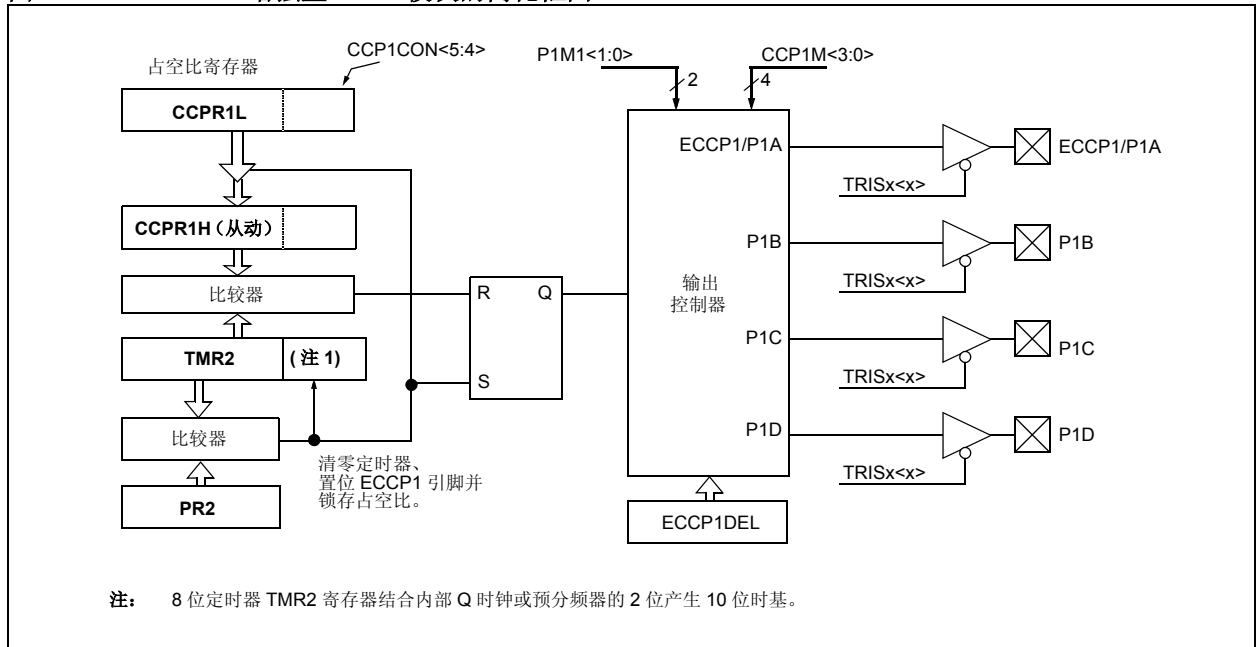 CCP1CON<5:4>
占空比寄存器
CCPR1L
CCPR1H（从动）
比较器
TMR2
(注 1)
比较器
PR2
清零定时器、
置位 ECCP1 引脚并
锁存占空比。
R
Q
S
P1M1<1:0>
2
CCP1M<3:0>
4
输出
控制器
ECCP1/P1A
TRISx<x>
ECCP1/P1A
P1B
TRISx<x>
P1B
P1C
TRISx<x>
P1C
P1D
TRISx<x>
P1D
ECCP1DEL
注： 8 位定时器 TMR2 寄存器结合内部 Q 时钟或预分频器的 2 位产生 10 位时基。